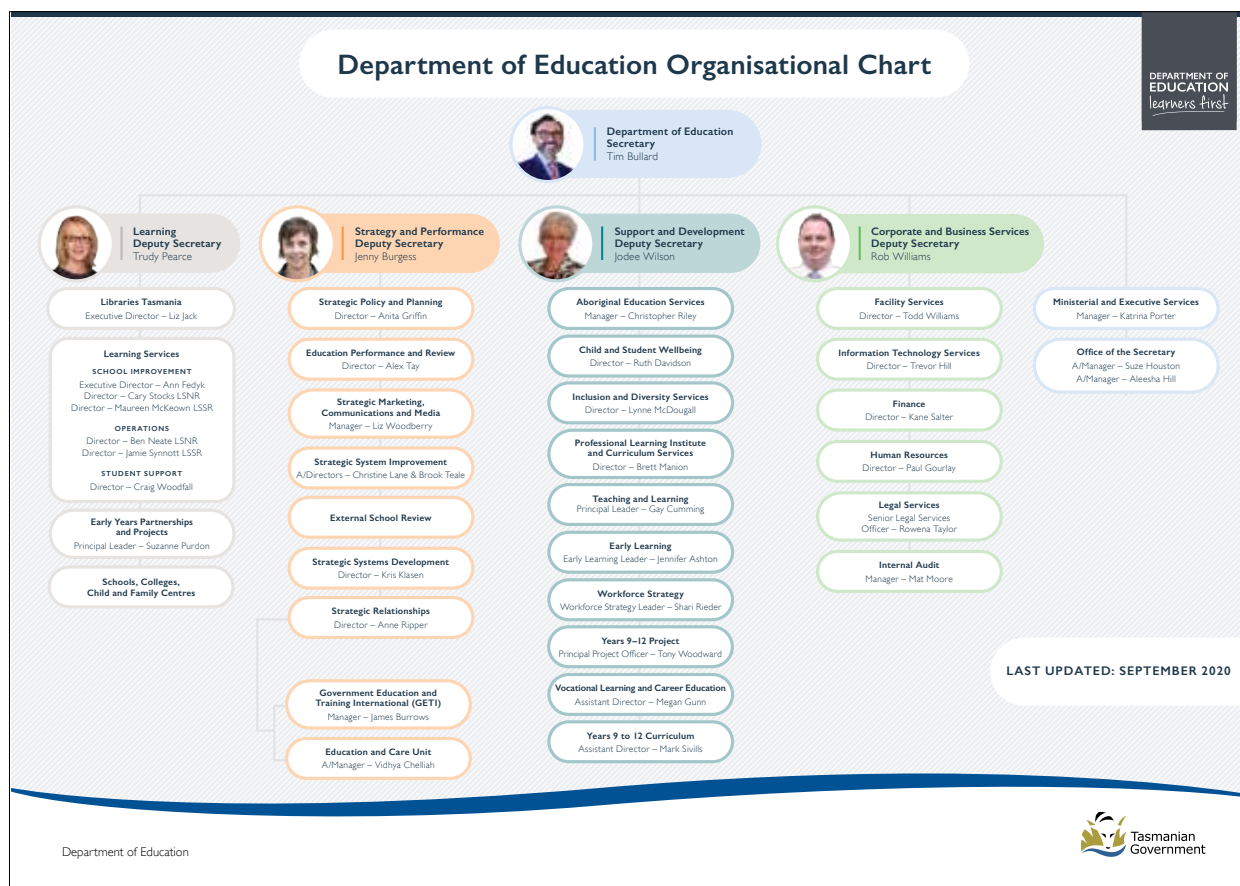 Department of Education Organisational Chart
DEPARTMENT OF
EDUCATION
learners first
Department of Education
Secretary
Tim Bullard
Learning
Deputy Secretary
Trudy Pearce
Strategy and Performance
Deputy Secretary
Jenny Burgess
Support and Development
Deputy Secretary
Jodee Wilson
Corporate and Business Services
Deputy Secretary
Rob Williams
Libraries Tasmania
Executive Director – Liz Jack
Learning Services
SCHOOL IMPROVEMENT
Executive Director – Ann Fedyk
Director – Cary Stocks LSNR
Director – Maureen McKeown LSSR
OPERATIONS
Director – Ben Neate LSNR
Director – Jamie Synnott LSSR
STUDENT SUPPORT
Director – Craig Woodfall
Early Years Partnerships
and Projects
Principal Leader – Suzanne Purdon
Schools, Colleges,
Child and Family Centres
Strategic Policy and Planning
Director – Anita Griffin
Education Performance and Review
Director – Alex Tay
Strategic Marketing,
Communications and Media
Manager – Liz Woodberry
Strategic System Improvement
A/Directors – Christine Lane & Brook Teale
External School Review
Strategic Systems Development
Director – Kris Klasen
Strategic Relationships
Director – Anne Ripper
Government Education and
Training International (GETI)
Manager – James Burrows
Education and Care Unit
A/Manager – Vidhya Chelliah
Aboriginal Education Services
Manager – Christopher Riley
Child and Student Wellbeing
Director – Ruth Davidson
Inclusion and Diversity Services
Director – Lynne McDougall
Professional Learning Institute
and Curriculum Services
Director – Brett Manion
Teaching and Learning
Principal Leader – Gay Cumming
Early Learning
Early Learning Leader – Jennifer Ashton
Workforce Strategy
Workforce Strategy Leader – Shari Rieder
Years 9–12 Project
Principal Project Officer – Tony Woodward
Vocational Learning and Career Education
Assistant Director – Megan Gunn
Years 9 to 12 Curriculum
Assistant Director – Mark Sivills
Facility Services
Director – Todd Williams
Information Technology Services
Director – Trevor Hill
Finance
Director – Kane Salter
Human Resources
Director – Paul Gourlay
Legal Services
Senior Legal Services
Officer – Rowena Taylor
Internal Audit
Manager – Mat Moore
Ministerial and Executive Services
Manager – Katrina Porter
Office of the Secretary
A/Manager – Suze Houston
A/Manager – Aleesha Hill
LAST UPDATED: SEPTEMBER 2020
Department of Education
Tasmanian
Government